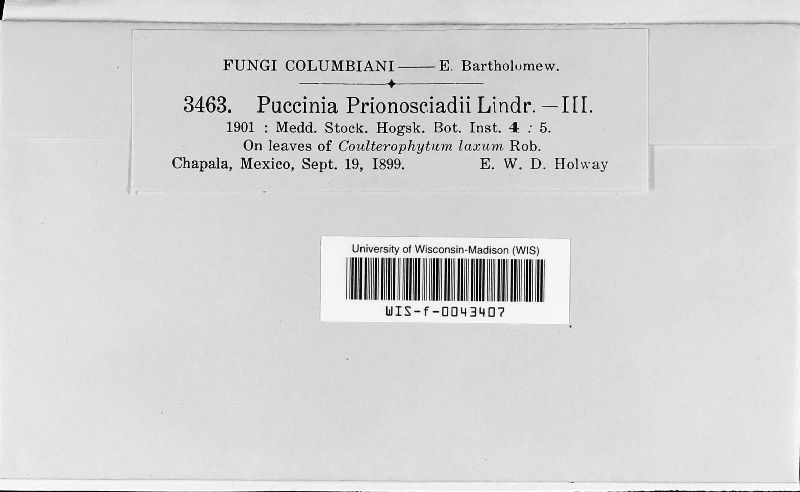 FUNGI COLUMBIANI — E. Bartholomew.
3463. Puccinia Prionosciadii Lindr. —III.
1901 : Medd. Stock. Hogsk. Bot. Inst. 4 : 5.
On leaves of Coulterophytum laxum Rob.
Chapala, Mexico, Sept. 19, 1899. E. W. D. Holway
University of Wisconsin-Madison (WIS)
WIS-f-0043407